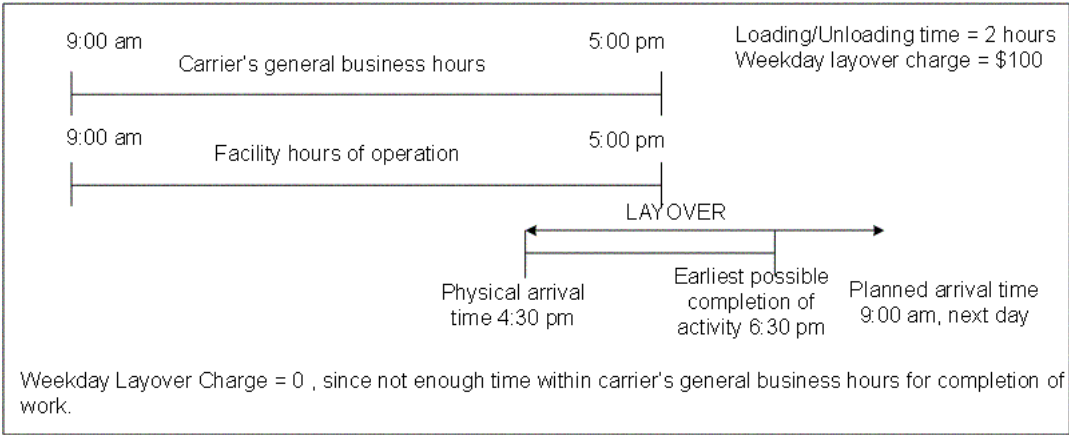 9:00 am
5:00 pm
Loading/Unloading time = 2 hours
Weekday layover charge = $100
Carrier's general business hours
9:00 am
5:00 pm
Facility hours of operation
LAYOVER
Physical arrival
time 4:30 pm
Earliest possible
completion of
activity 6:30 pm
Planned arrival time
9:00 am, next day
Weekday Layover Charge = 0 , since not enough time within carrier's general business hours for completion of
work.